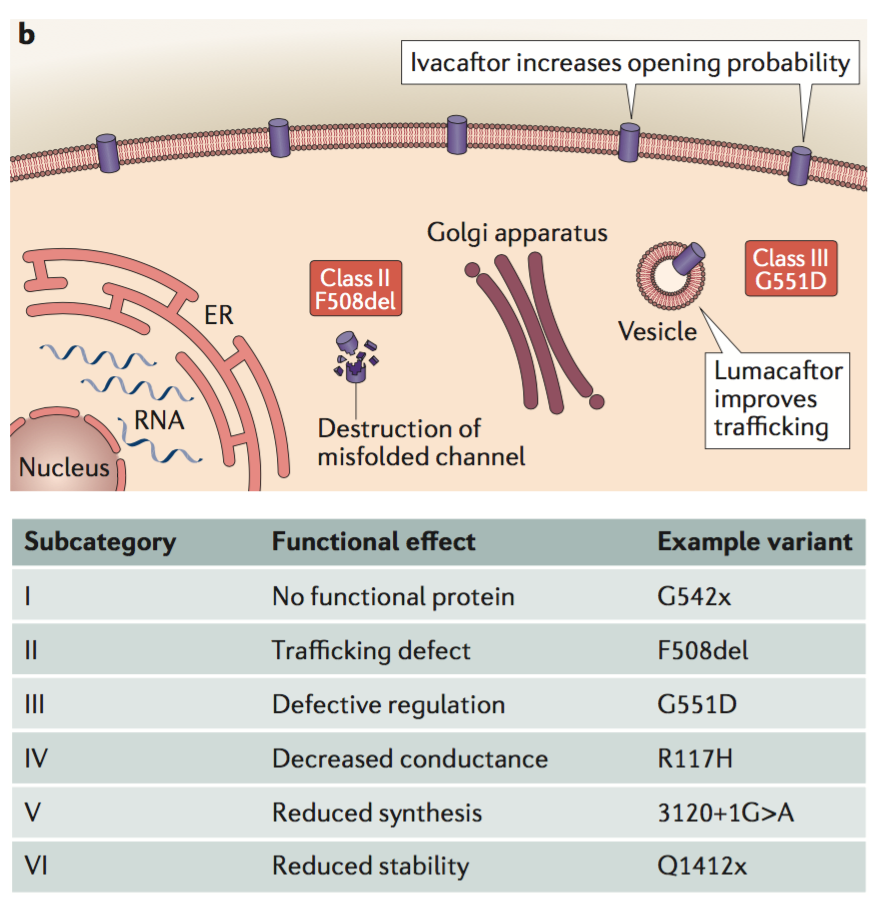 b
Ivacaftor increases opening probability
Golgi apparatus
Class II
F508del
Class III
G551D
ER
Vesicle
Lumacaftor
improves
trafficking
RNA
Destruction of
misfolded channel
Nucleus
Subcategory Functional effect Example variant
I No functional protein G542x
II Trafficking defect F508del
III Defective regulation G551D
IV Decreased conductance R117H
V Reduced synthesis 3120+1G>A
VI Reduced stability Q1412x